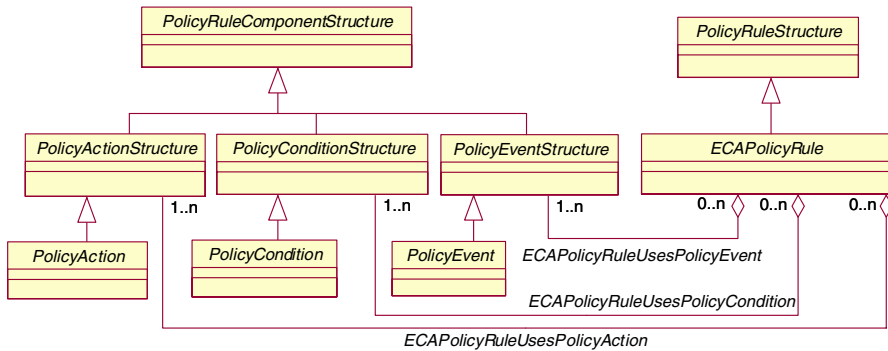 PolicyRuleComponentStructure
PolicyRuleStructure
PolicyActionStructure
PolicyConditionStructure
PolicyEventStructure
ECAPolicyRule
1..n
1..n
1..n
0..n
0..n
0..n
PolicyAction
PolicyCondition
PolicyEvent
ECAPolicyRuleUsesPolicyEvent
ECAPolicyRuleUsesPolicyCondition
ECAPolicyRuleUsesPolicyAction